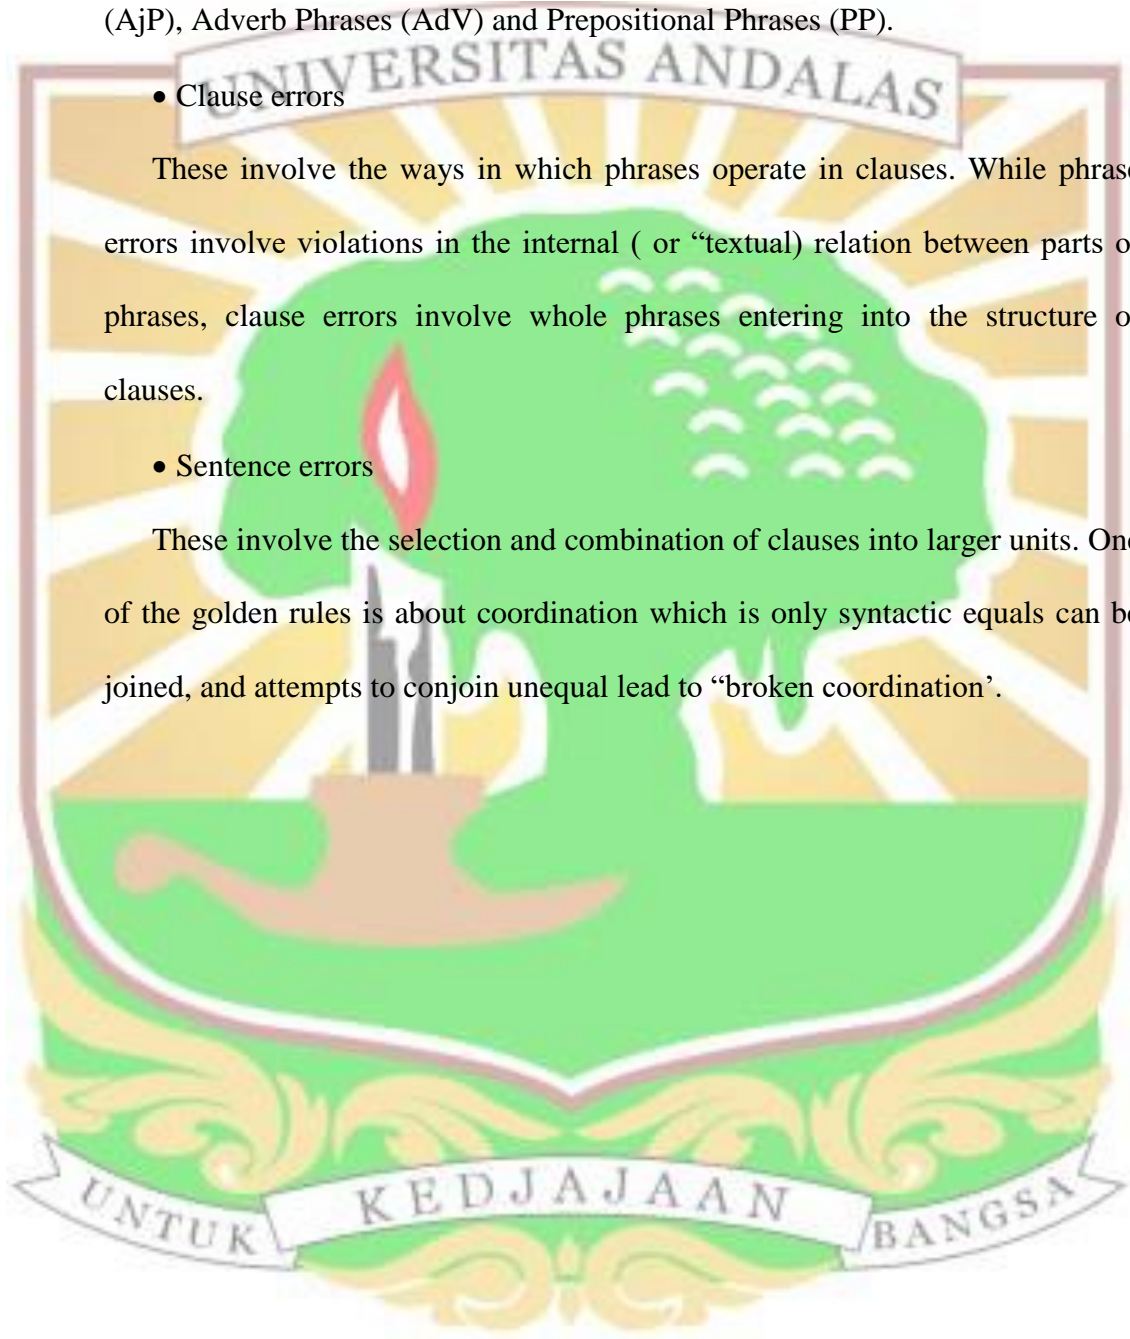 (AjP), Adverb Phrases (AdV) and Prepositional Phrases (PP).
UNIVERSITAS ANDALAS
• Clause errors
These involve the ways in which phrases operate in clauses. While phrase
errors involve violations in the internal ( or “textual) relation between parts o
phrases, clause errors involve whole phrases entering into the structure o
clauses.
• Sentence errors
These involve the selection and combination of clauses into larger units. One
of the golden rules is about coordination which is only syntactic equals can be
joined, and attempts to conjoin unequal lead to “broken coordination’.
UNTUK KEDJAJAAN BANGSA